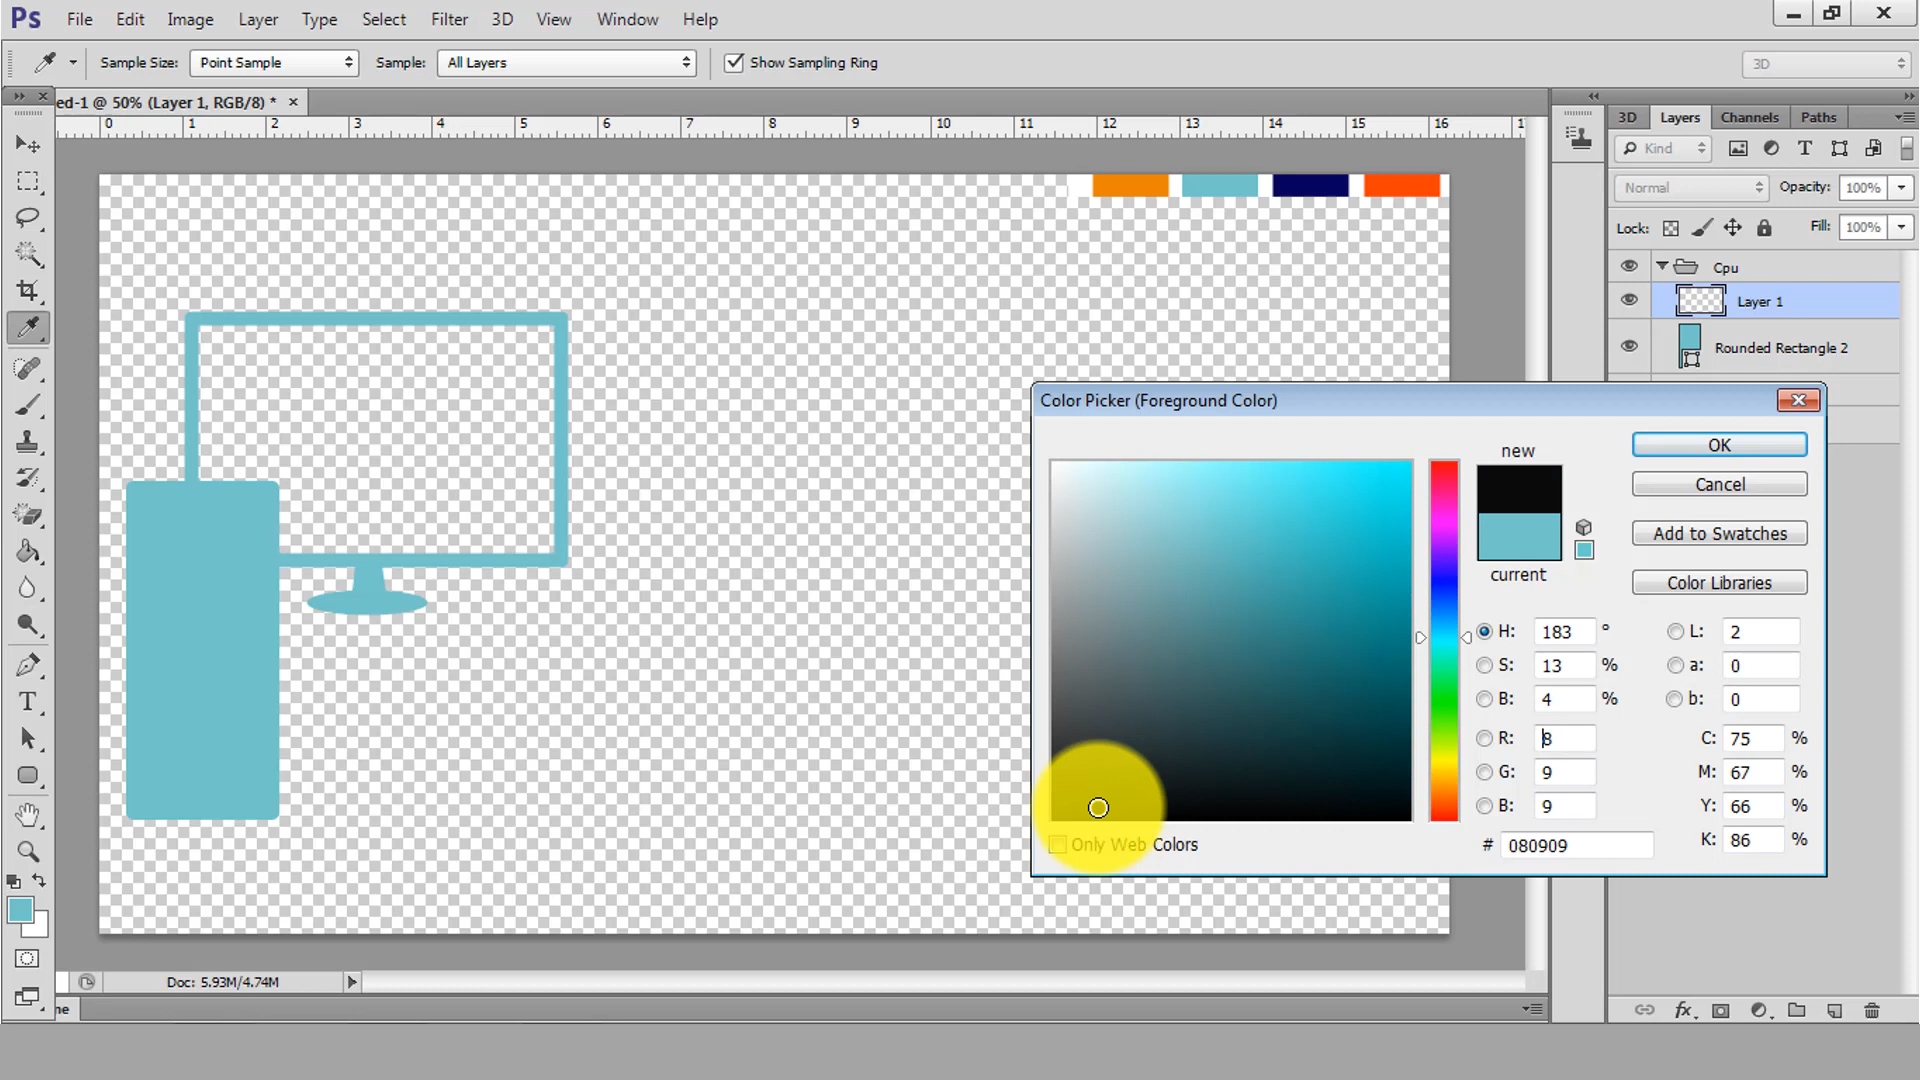 Ps File Edit Image Layer Type Select Filter 3D View Window Help
Sample Size: Point Sample Sample: All Layers Show Sampling Ring 3D
ed-1 @ 50% (Layer 1, RGB/8) * ×
0 1 2 3 4 5 6 7 8 9 10 11 12 13 14 15 16 1
3D Layers Channels Paths
Kind
Normal Opacity: 100%
Lock: Fill: 100%
Cpu
Layer 1
Rounded Rectangle 2
Color Picker (Foreground Color)
new
current
OK
Cancel
Add to Swatches
Color Libraries
H: 183 ° L: 2
S: 13 % a: 0
B: 4 % b: 0
R: 8 C: 75 %
G: 9 M: 67 %
B: 9 Y: 66 %
# 080909 K: 86 %
Only Web Colors
T
Doc: 5.93M/4.74M
ne
fx